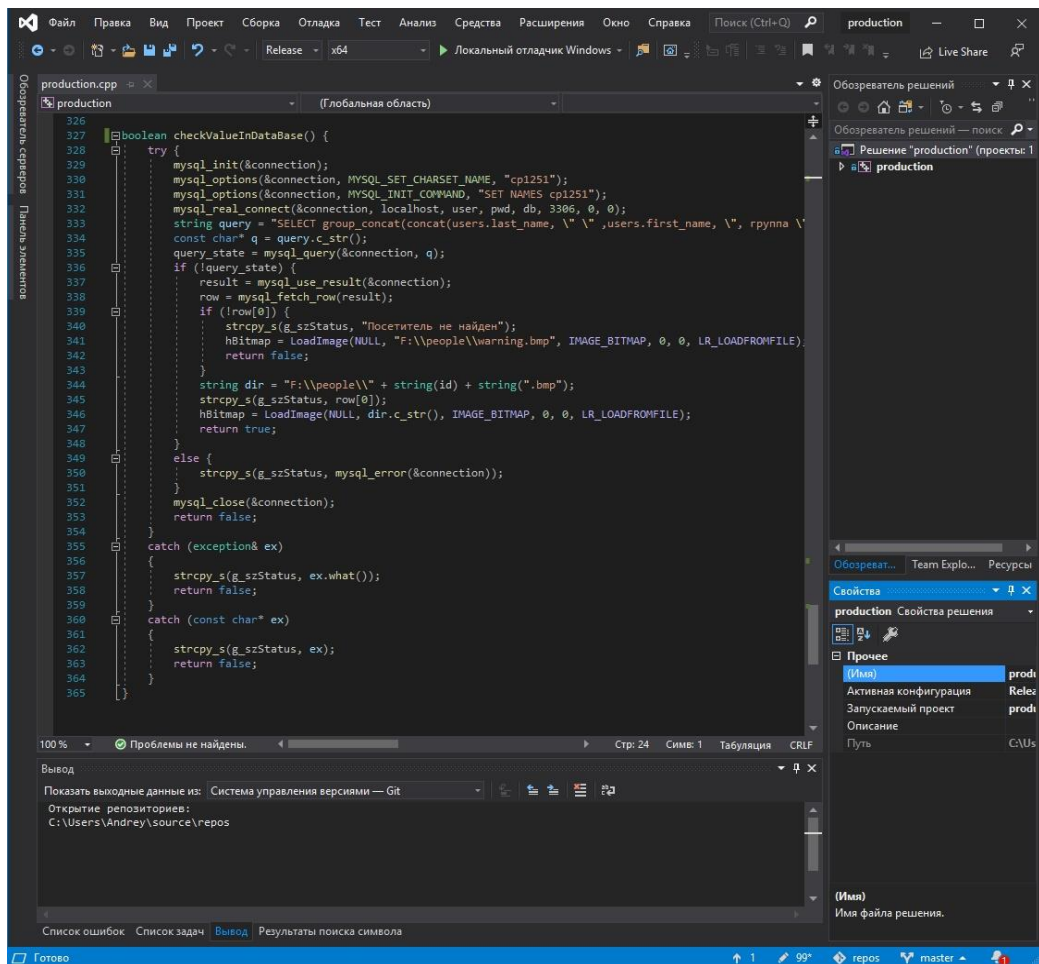 Файл Правка Вид Проект Сборка Отладка Тест Анализ Средства Расширения Окно Справка Поиск (Ctrl+Q) production
Release x64 Локальный отладчик Windows Live Share
Обозреватель серверов
Панель элементов
production.cpp
production (Глобальная область)
326
327 boolean checkValueInDataBase() {
328 try {
329 mysql_init(&connection);
330 mysql_options(&connection, MYSQL_SET_CHARSET_NAME, "cp1251");
331 mysql_options(&connection, MYSQL_INIT_COMMAND, "SET NAMES cp1251");
332 mysql_real_connect(&connection, localhost, user, pwd, db, 3306, 0, 0);
333 string query = "SELECT group_concat(concat(users.last_name, \" \" ,users.first_name, \", группа \"
334 const char* q = query.c_str();
335 query_state = mysql_query(&connection, q);
336 if (!query_state) {
337 result = mysql_use_result(&connection);
338 row = mysql_fetch_row(result);
339 if (!row[0]) {
340 strcpy_s(g_szStatus, "Посетитель не найден");
341 hBitmap = LoadImage(NULL, "F:\\people\\warning.bmp", IMAGE_BITMAP, 0, 0, LR_LOADFROMFILE);
342 return false;
343 }
344 string dir = "F:\\people\\" + string(id) + string(".bmp");
345 strcpy_s(g_szStatus, row[0]);
346 hBitmap = LoadImage(NULL, dir.c_str(), IMAGE_BITMAP, 0, 0, LR_LOADFROMFILE);
347 return true;
348 }
349 else {
350 strcpy_s(g_szStatus, mysql_error(&connection));
351 }
352 mysql_close(&connection);
353 return false;
354 }
355 catch (exception& ex)
356 {
357 strcpy_s(g_szStatus, ex.what());
358 return false;
359 }
360 catch (const char* ex)
361 {
362 strcpy_s(g_szStatus, ex);
363 return false;
364 }
365 }
100 % Проблемы не найдены. Стр: 24 Симв: 1 Табуляция CRLF
Вывод
Показать выходные данные из: Система управления версиями — Git
Открытие репозиториев:
C:\Users\Andrey\source\repos
Список ошибок Список задач Вывод Результаты поиска символа
Обозреватель решений
Обозреватель решений — поиск
Решение "production" (проекты: 1
production
Обозреват... Team Explo... Ресурсы
Свойства
production Свойства решения
Прочее
(Имя) produ
Активная конфигурация Relea
Запускаемый проект produ
Описание
Путь C:\Us
(Имя)
Имя файла решения.
Готово 1 99* repos master 1